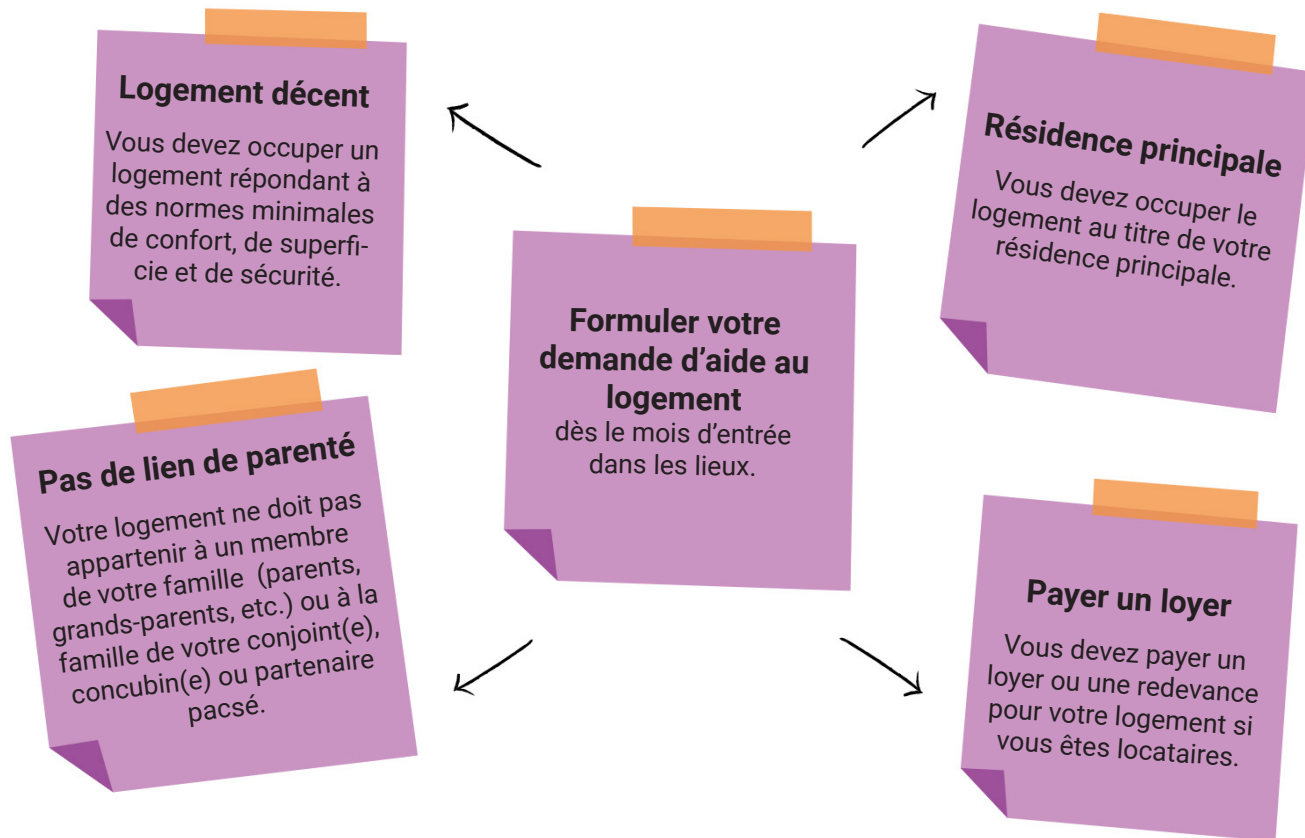 Logement décent
Vous devez occuper un
logement répondant à
des normes minimales
de confort, de superfi-
cie et de sécurité.
Résidence principale
Vous devez occuper le
logement au titre de votre
résidence principale.
Formuler votre
demande d’aide au
logement
dès le mois d’entrée
dans les lieux.
Pas de lien de parenté
Votre logement ne doit pas
appartenir à un membre
de votre famille (parents,
grands-parents, etc.) ou à la
famille de votre conjoint(e),
concubin(e) ou partenaire
pacsé.
Payer un loyer
Vous devez payer un
loyer ou une redevance
pour votre logement si
vous êtes locataires.